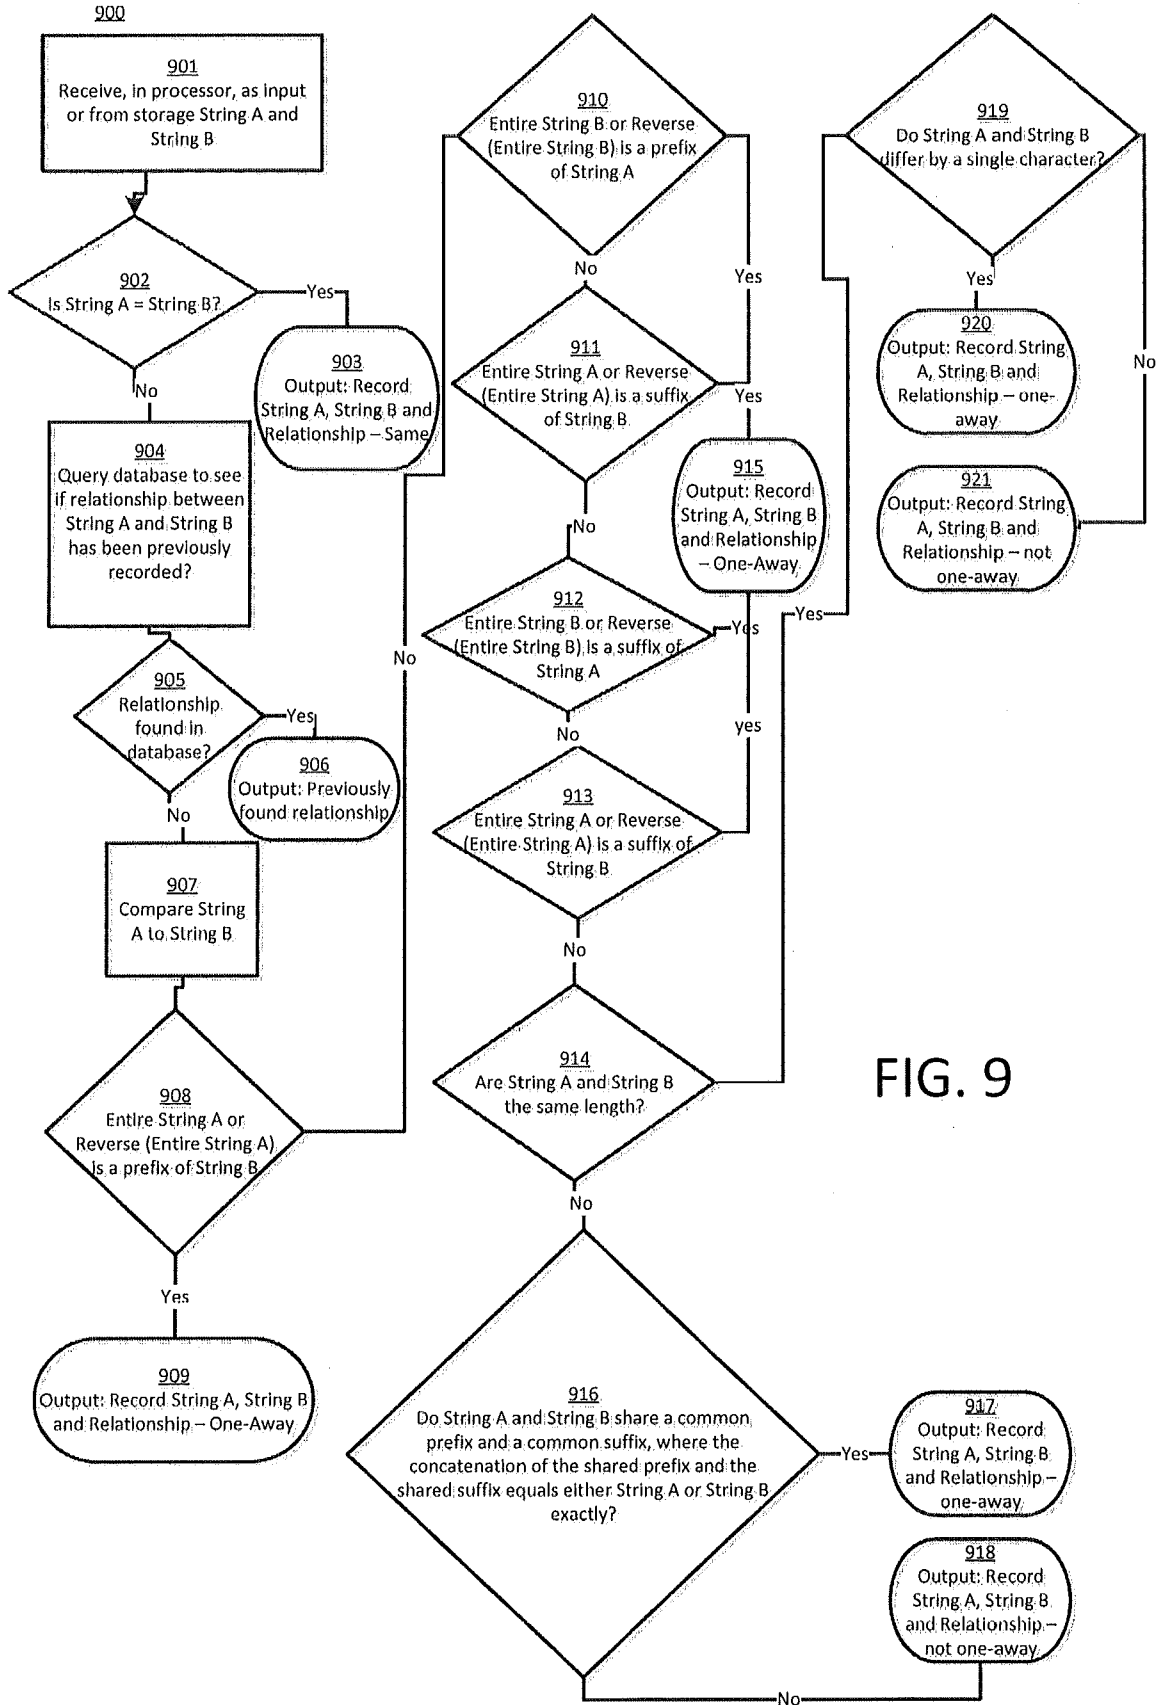 900
901
Receive, in processor, as input
or from storage String A and
String B
902
Is String A = String B?
Yes
903
Output: Record
String A, String B and
Relationship – Same
No
904
Query database to see
if relationship between
String A and String B
has been previously
recorded?
905
Relationship
found in
database?
Yes
906
Output: Previously
found relationship
No
907
Compare String
A to String B
908
Entire String A or
Reverse (Entire String A)
is a prefix of String B
No
Yes
909
Output: Record String A, String B
and Relationship – One-Away
910
Entire String B or Reverse
(Entire String B) is a prefix
of String A
No
Yes
911
Entire String A or Reverse
(Entire String A) is a suffix
of String B
Yes
No
915
Output: Record
String A, String B
and Relationship
– One-Away
912
Entire String B or Reverse
(Entire String B) is a suffix of
String A
Yes
No
yes
913
Entire String A or Reverse
(Entire String A) is a suffix of
String B
No
914
Are String A and String B
the same length?
Yes
No
916
Do String A and String B share a common
prefix and a common suffix, where the
concatenation of the shared prefix and the
shared suffix equals either String A or String B
exactly?
Yes
917
Output: Record
String A, String B
and Relationship –
one-away
918
Output: Record
String A, String B
and Relationship –
not one-away
No
919
Do String A and String B
differ by a single character?
Yes
920
Output: Record String
A, String B and
Relationship – one-
away
No
921
Output: Record String
A, String B and
Relationship – not
one-away
FIG. 9